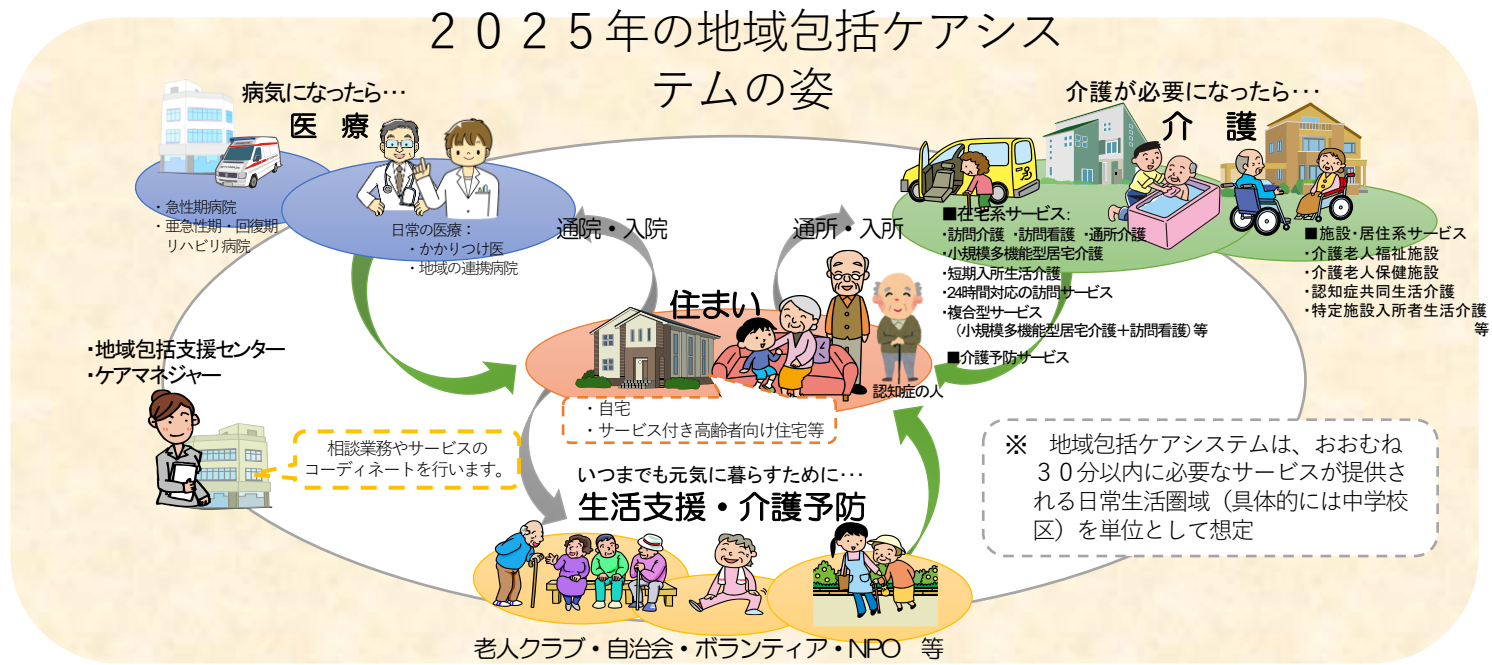 ２０２５年の地域包括ケアシス
テムの姿
病気になったら…
医　療
・急性期病院
・亜急性期・回復期
リハビリ病院
日常の医療：
・かかりつけ医
・地域の連携病院
通院・入院
通所・入所
介護が必要になったら…
介　護
■在宅系サービス：
・訪問介護　・訪問看護　・通所介護
・小規模多機能型居宅介護
・短期入所生活介護
・24時間対応の訪問サービス
・複合型サービス
（小規模多機能型居宅介護＋訪問看護）等
■介護予防サービス
■施設・居住系サービス
・介護老人福祉施設
・介護老人保健施設
・認知症共同生活介護
・特定施設入所者生活介護
等
住まい
認知症の人
・自宅
・サービス付き高齢者向け住宅等
・地域包括支援センター
・ケアマネジャー
相談業務やサービスの
コーディネートを行います。
いつまでも元気に暮らすために…
生活支援・介護予防
老人クラブ・自治会・ボランティア・NPO　等
※　地域包括ケアシステムは、おおむね
３０分以内に必要なサービスが提供さ
れる日常生活圏域（具体的には中学校
区）を単位として想定